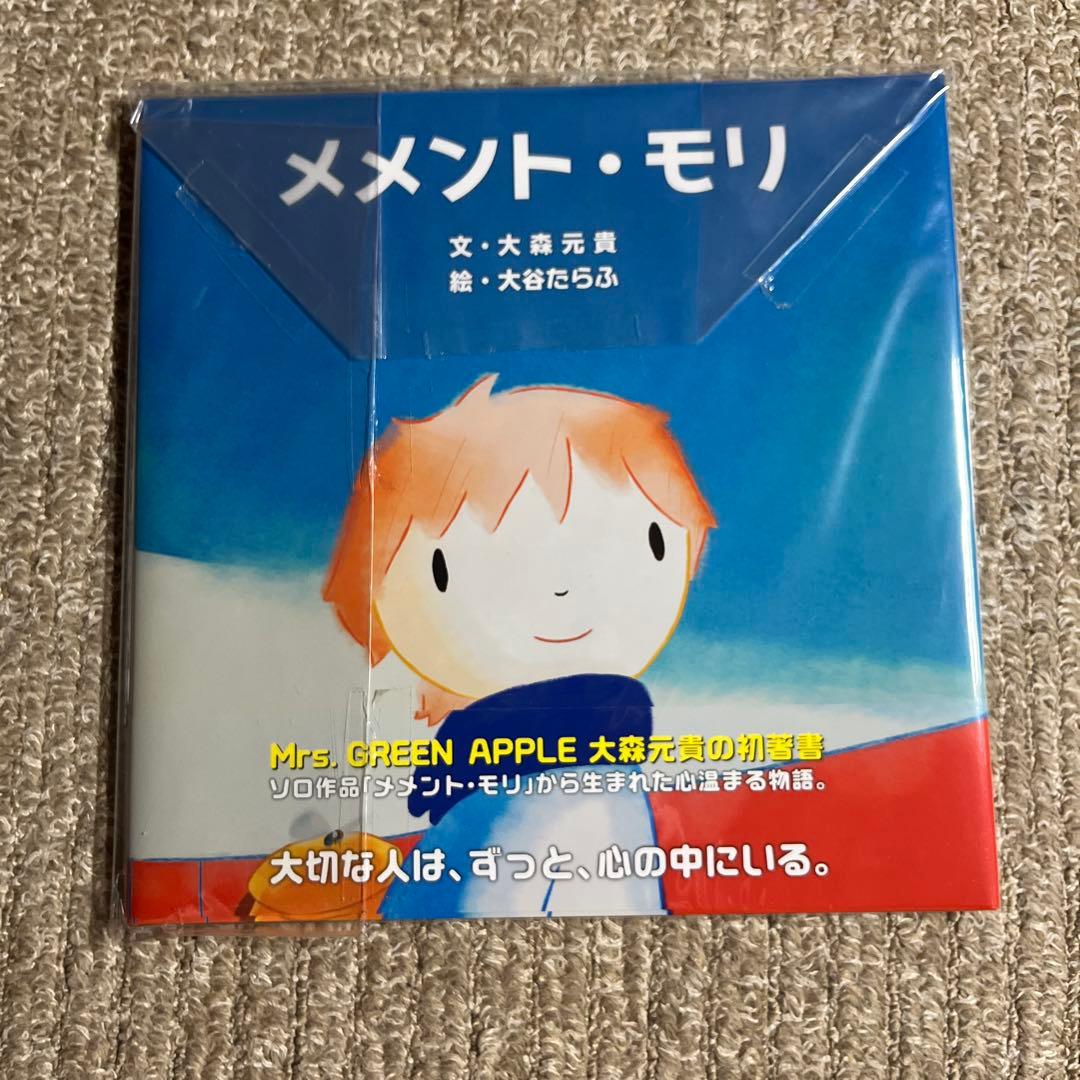 メメント・モリ
文・大森元貴
絵・大谷たらふ
Mrs. GREEN APPLE 大森元貴の初著書
ソロ作品「メメント・モリ」から生まれた心温まる物語。
大切な人は、ずっと、心の中にいる。